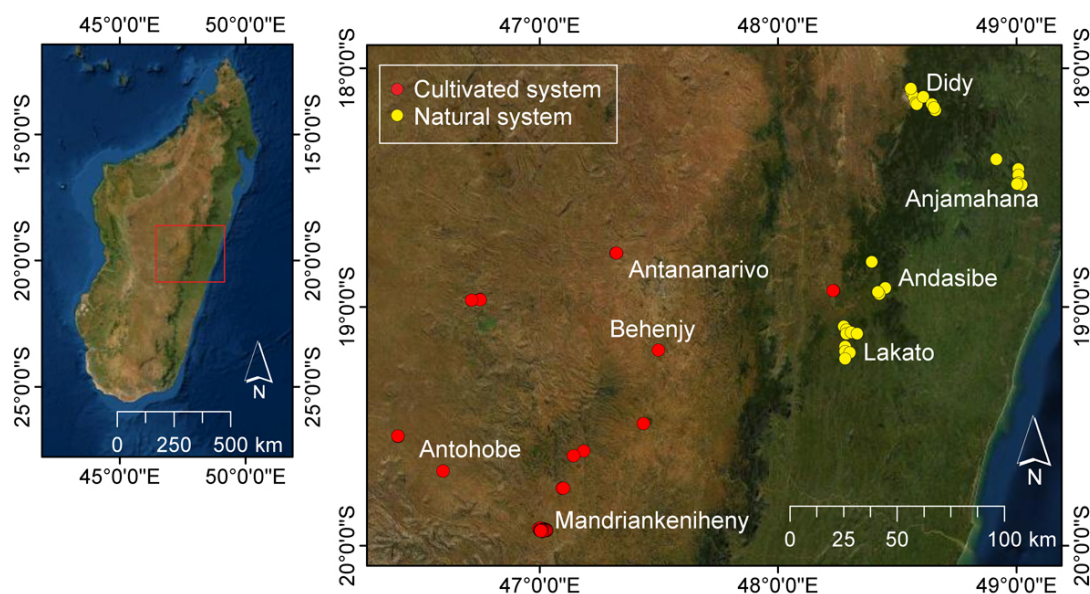 45°0'0"E 50°0'0"E
15°0'0"S
20°0'0"S
25°0'0"S
15°0'0"S
20°0'0"S
25°0'0"S
N
0 250 500 km
45°0'0"E 50°0'0"E
47°0'0"E 48°0'0"E 49°0'0"E
18°0'0"S
19°0'0"S
20°0'0"S
Cultivated system
Natural system
Didy
Anjamahana
Antananarivo
Andasibe
Behenjy
Lakato
Antohobe
Mandriankeniheny
N
0 25 50 100 km
18°0'0"S
19°0'0"S
20°0'0"S
47°0'0"E 48°0'0"E 49°0'0"E